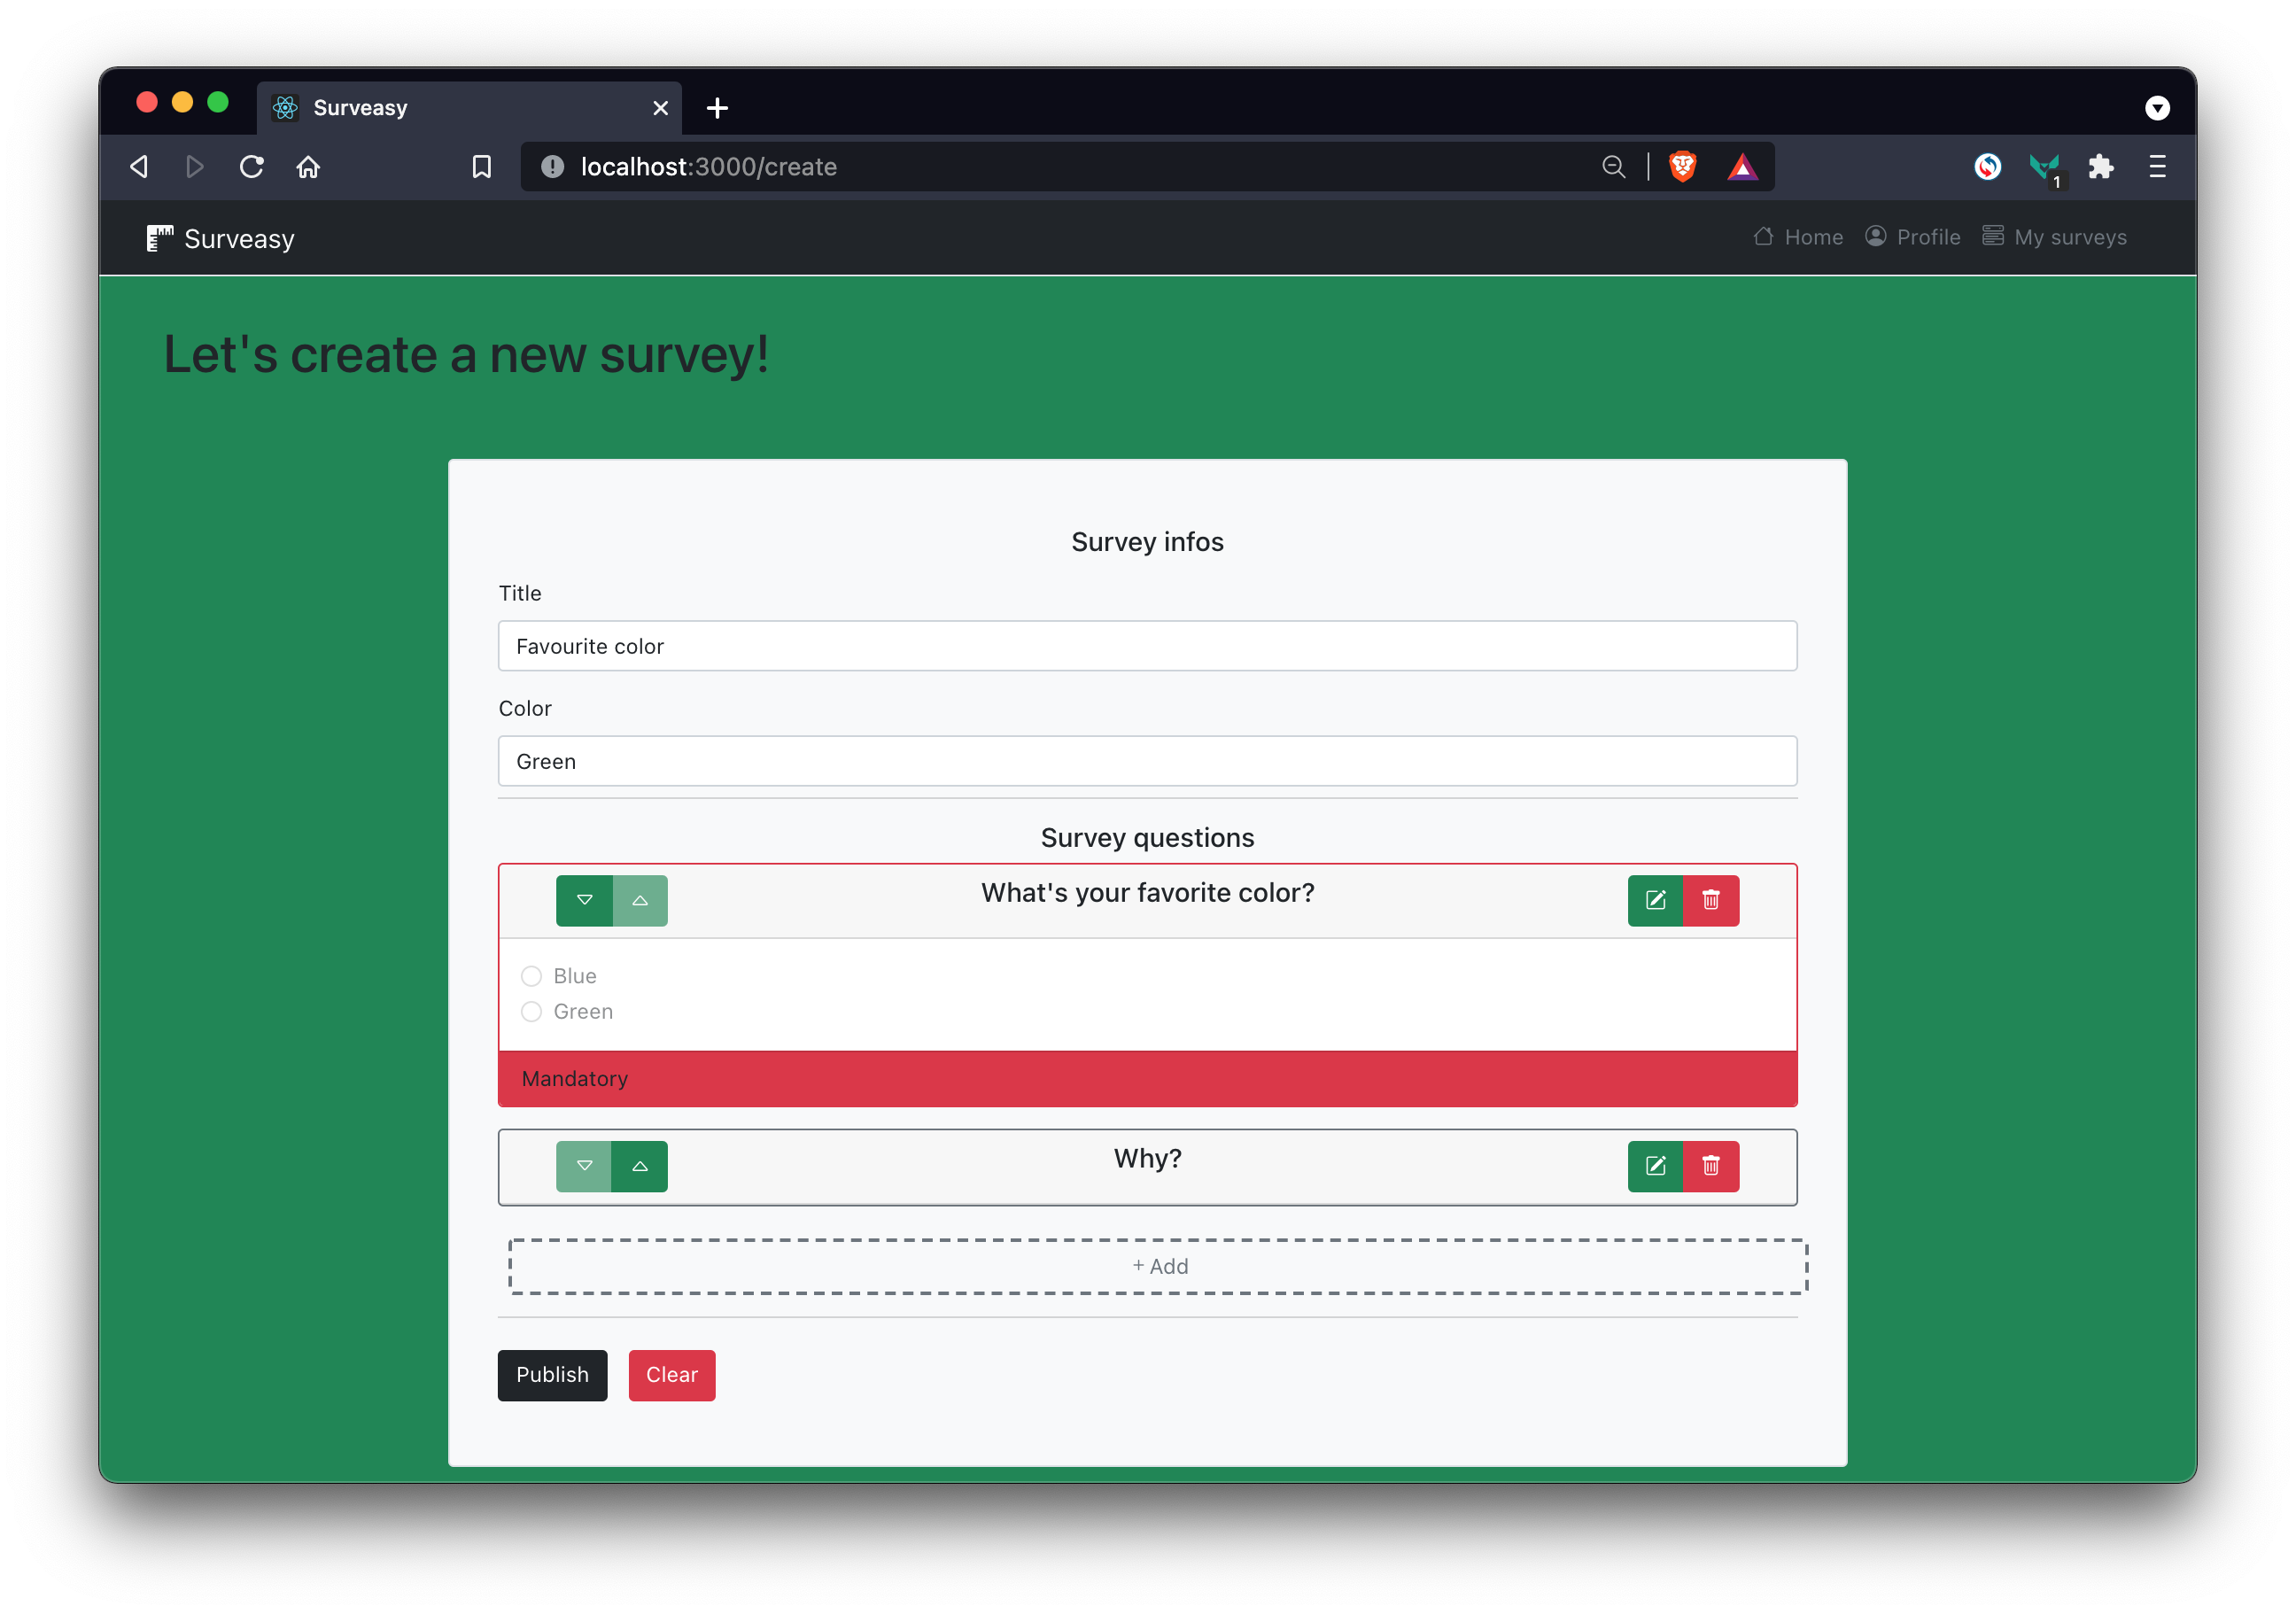 Surveasy
localhost:3000/create
1
Surveasy
Home Profile My surveys
Let's create a new survey!
Survey infos
Title
Favourite color
Color
Green
Survey questions
What's your favorite color?
Blue
Green
Mandatory
Why?
+ Add
Publish Clear